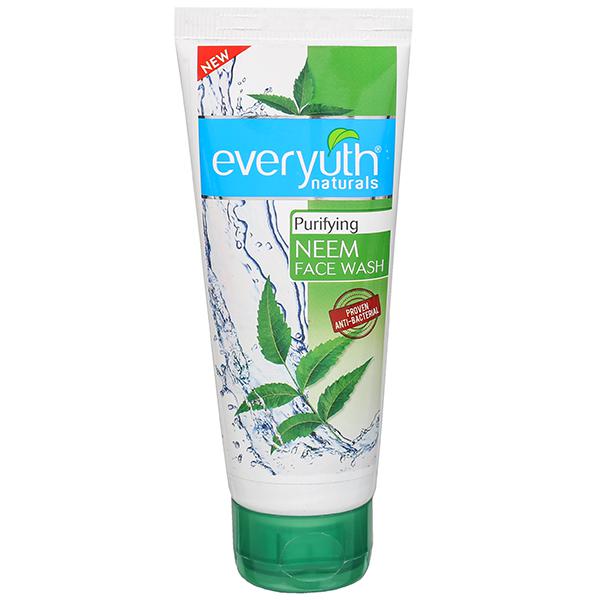 NEW
everyuth®
naturals
Purifying
NEEM
FACE WASH
PROVEN
ANTI-BACTERIAL